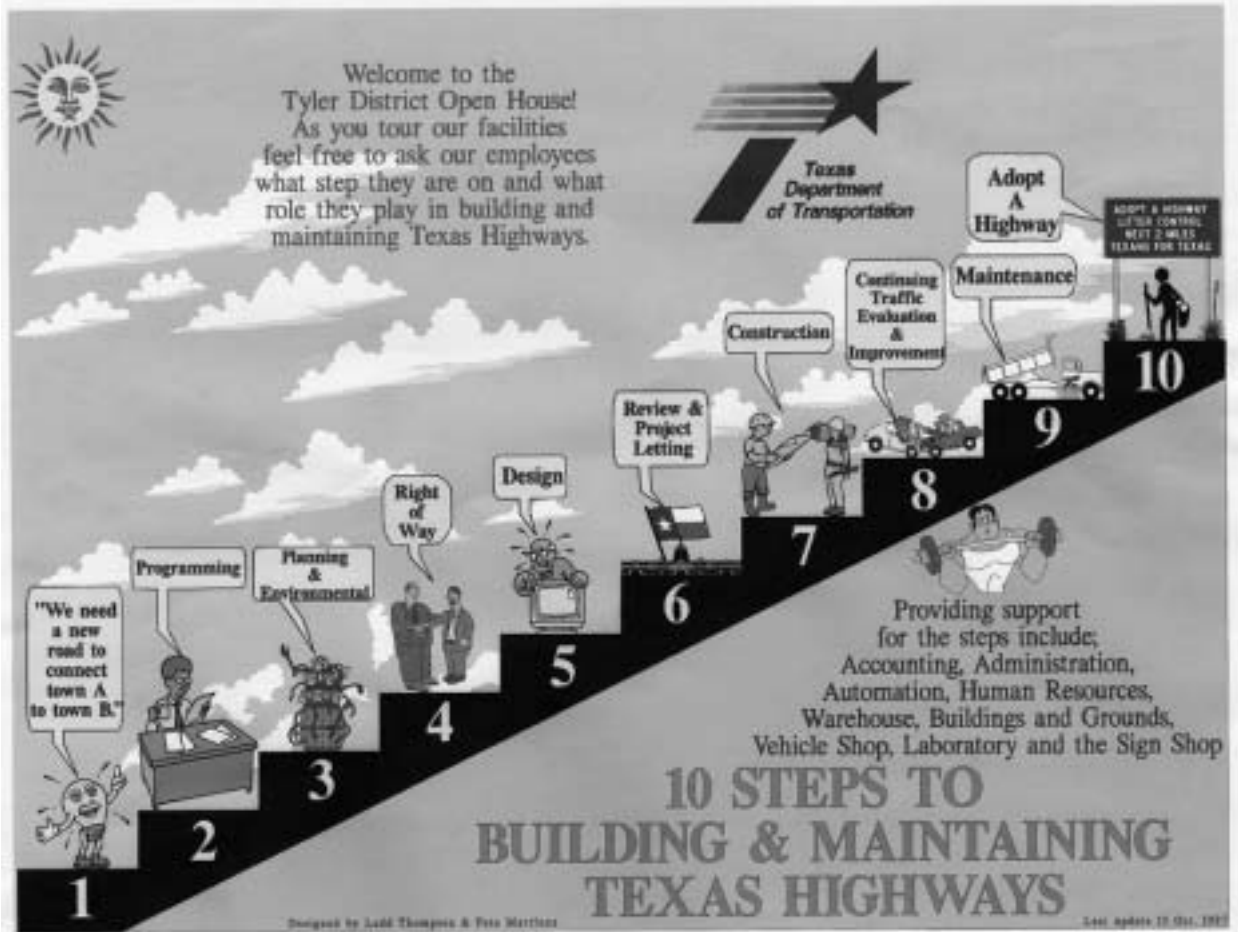 Welcome to the
Tyler District Open House!
As you tour our facilities
feel free to ask our employees
what step they are on and what
role they play in building and
maintaining Texas Highways.
Texas
Department
of Transportation
"We need
a new
road to
connect
town A
to town B."
1
Programming
2
Planning
&
Environmental
3
Right
of
Way
4
Design
5
Review &
Project
Letting
6
Construction
7
Continuing
Traffic
Evaluation
&
Improvement
8
Maintenance
9
Adopt
A
Highway
ADOPT A HIGHWAY
LITTER CONTROL
NEXT 2 MILES
TEXANS FOR TEXAS
10
Providing support
for the steps include;
Accounting, Administration,
Automation, Human Resources,
Warehouse, Buildings and Grounds,
Vehicle Shop, Laboratory and the Sign Shop
10 STEPS TO
BUILDING & MAINTAINING
TEXAS HIGHWAYS
Designed by Ladd Thompson & Pete
Last Update